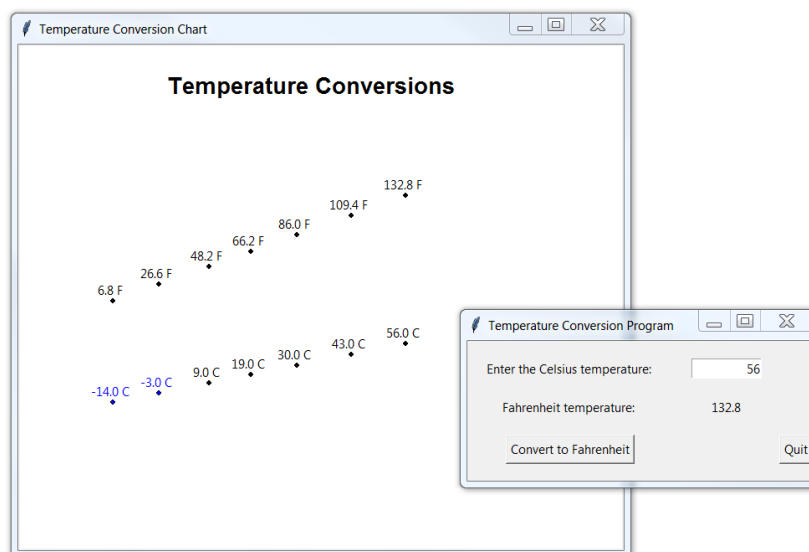 Temperature Conversion Chart
Temperature Conversions
132.8 F
109.4 F
86.0 F
66.2 F
48.2 F
26.6 F
6.8 F
56.0 C
43.0 C
30.0 C
19.0 C
9.0 C
-3.0 C
-14.0 C
Temperature Conversion Program
Enter the Celsius temperature: 56
Fahrenheit temperature: 132.8
Convert to Fahrenheit Quit